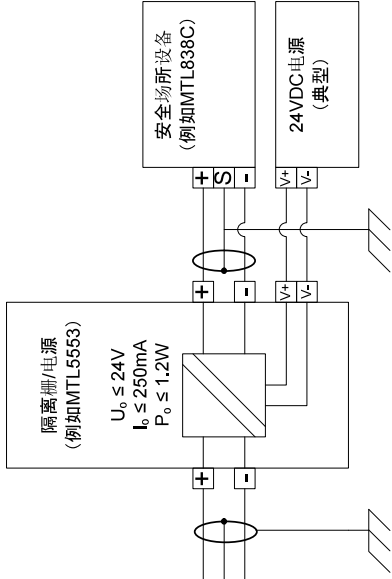 安全场所设备
(例如MTL838C)
24VDC电源
(典型)
+
S
-
V+
V-
+
-
V+
V-
隔离栅/电源
(例如MTL5553)
Uₒ ≤ 24V
Iₒ ≤ 250mA
Pₒ ≤ 1.2W
+
-